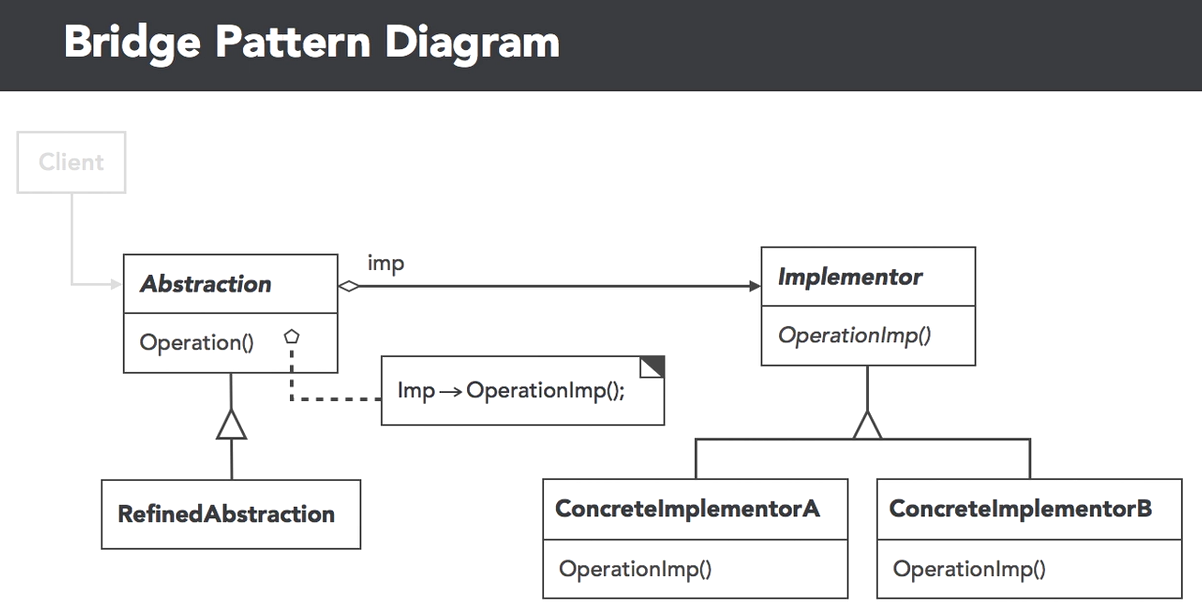 Bridge Pattern Diagram
Client
Abstraction
Operation()
imp
Implementor
OperationImp()
Imp→OperationImp();
RefinedAbstraction
ConcreteImplementorA
OperationImp()
ConcreteImplementorB
OperationImp()